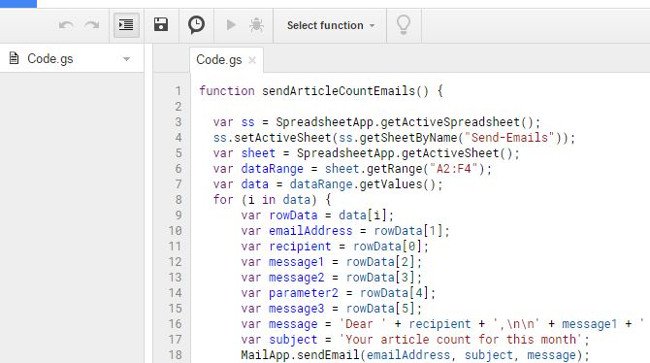 Select function
Code.gs
Code.gs ×
1 function sendArticleCountEmails() {
2
3 var ss = SpreadsheetApp.getActiveSpreadsheet();
4 ss.setActiveSheet(ss.getSheetByName("Send-Emails"));
5 var sheet = SpreadsheetApp.getActiveSheet();
6 var dataRange = sheet.getRange("A2:F4");
7 var data = dataRange.getValues();
8 for (i in data) {
9 var rowData = data[i];
10 var emailAddress = rowData[1];
11 var recipient = rowData[0];
12 var message1 = rowData[2];
13 var message2 = rowData[3];
14 var parameter2 = rowData[4];
15 var message3 = rowData[5];
16 var message = 'Dear ' + recipient + ',\n\n' + message1 + '
17 var subject = 'Your article count for this month';
18 MailApp.sendEmail(emailAddress, subject, message);